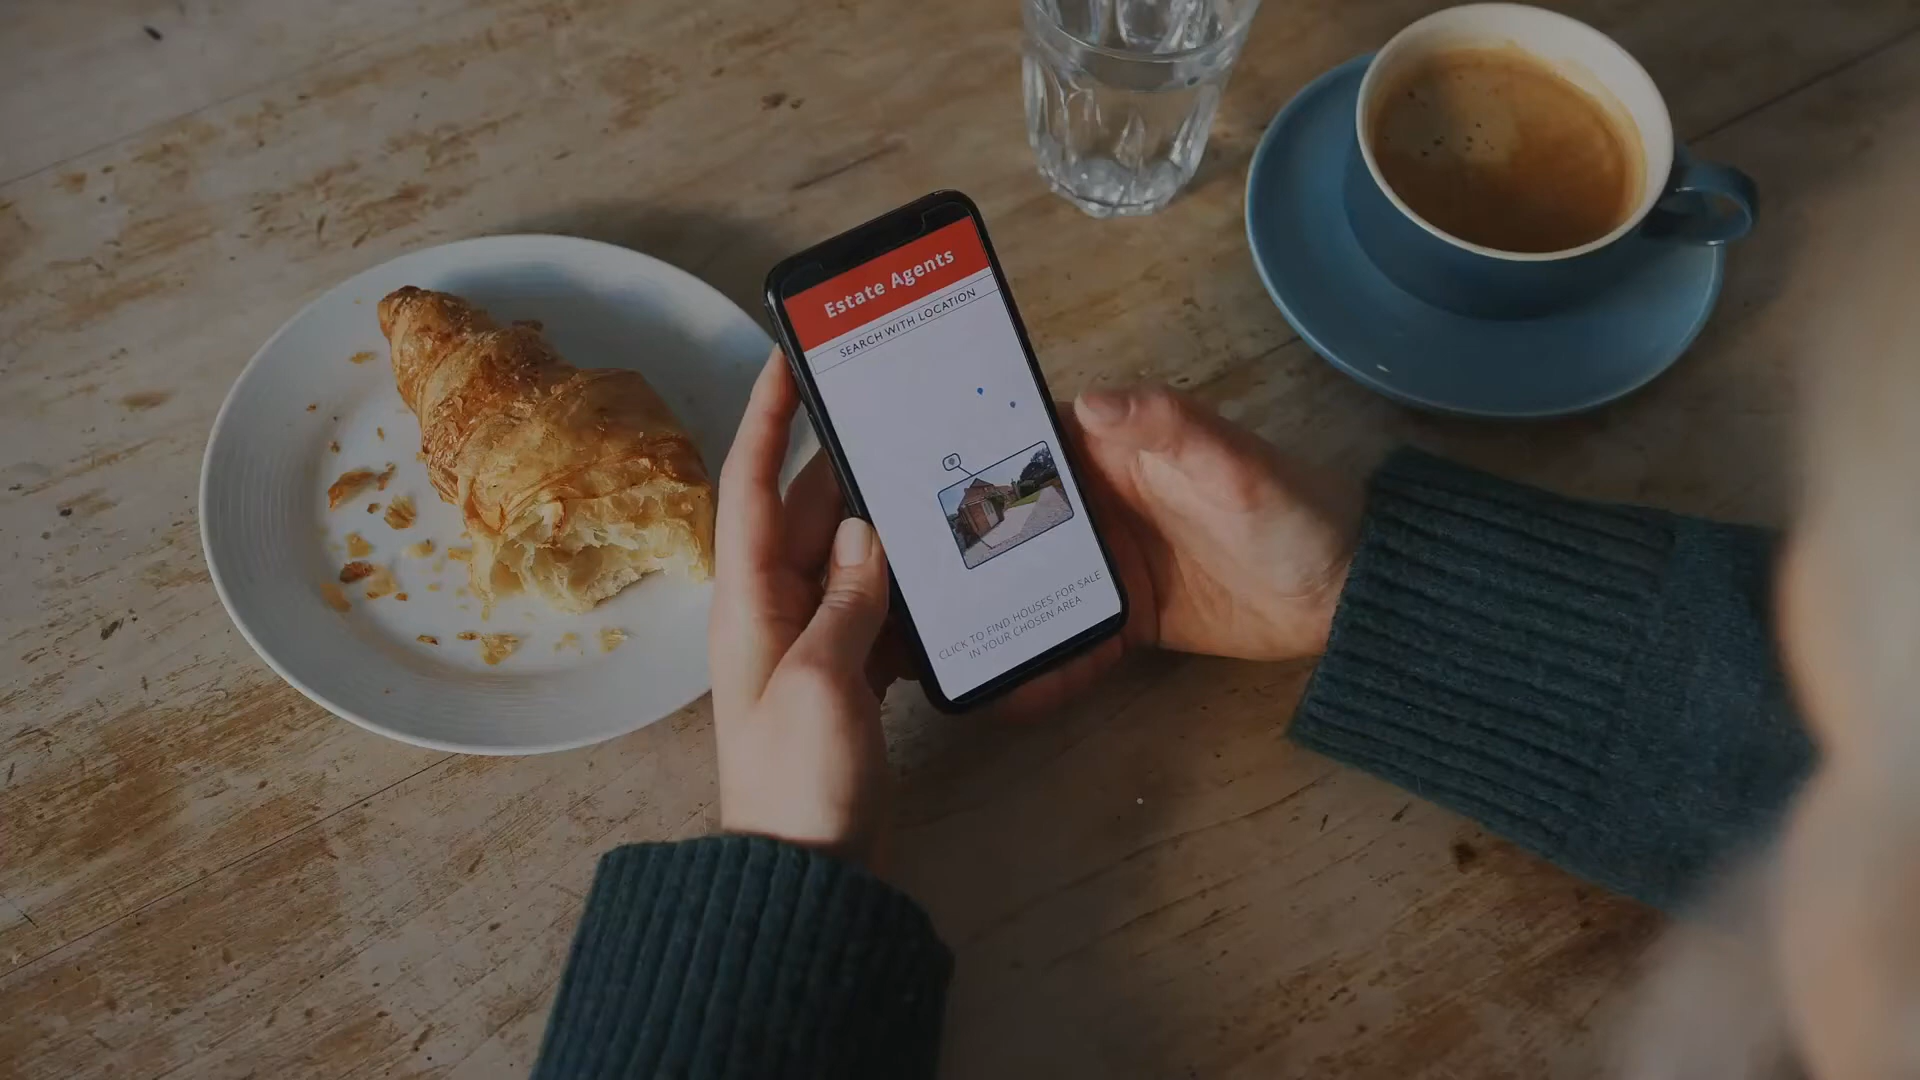 Estate Agents
SEARCH WITH LOCATION
CLICK TO FIND HOUSES FOR SALE
IN YOUR CHOSEN AREA